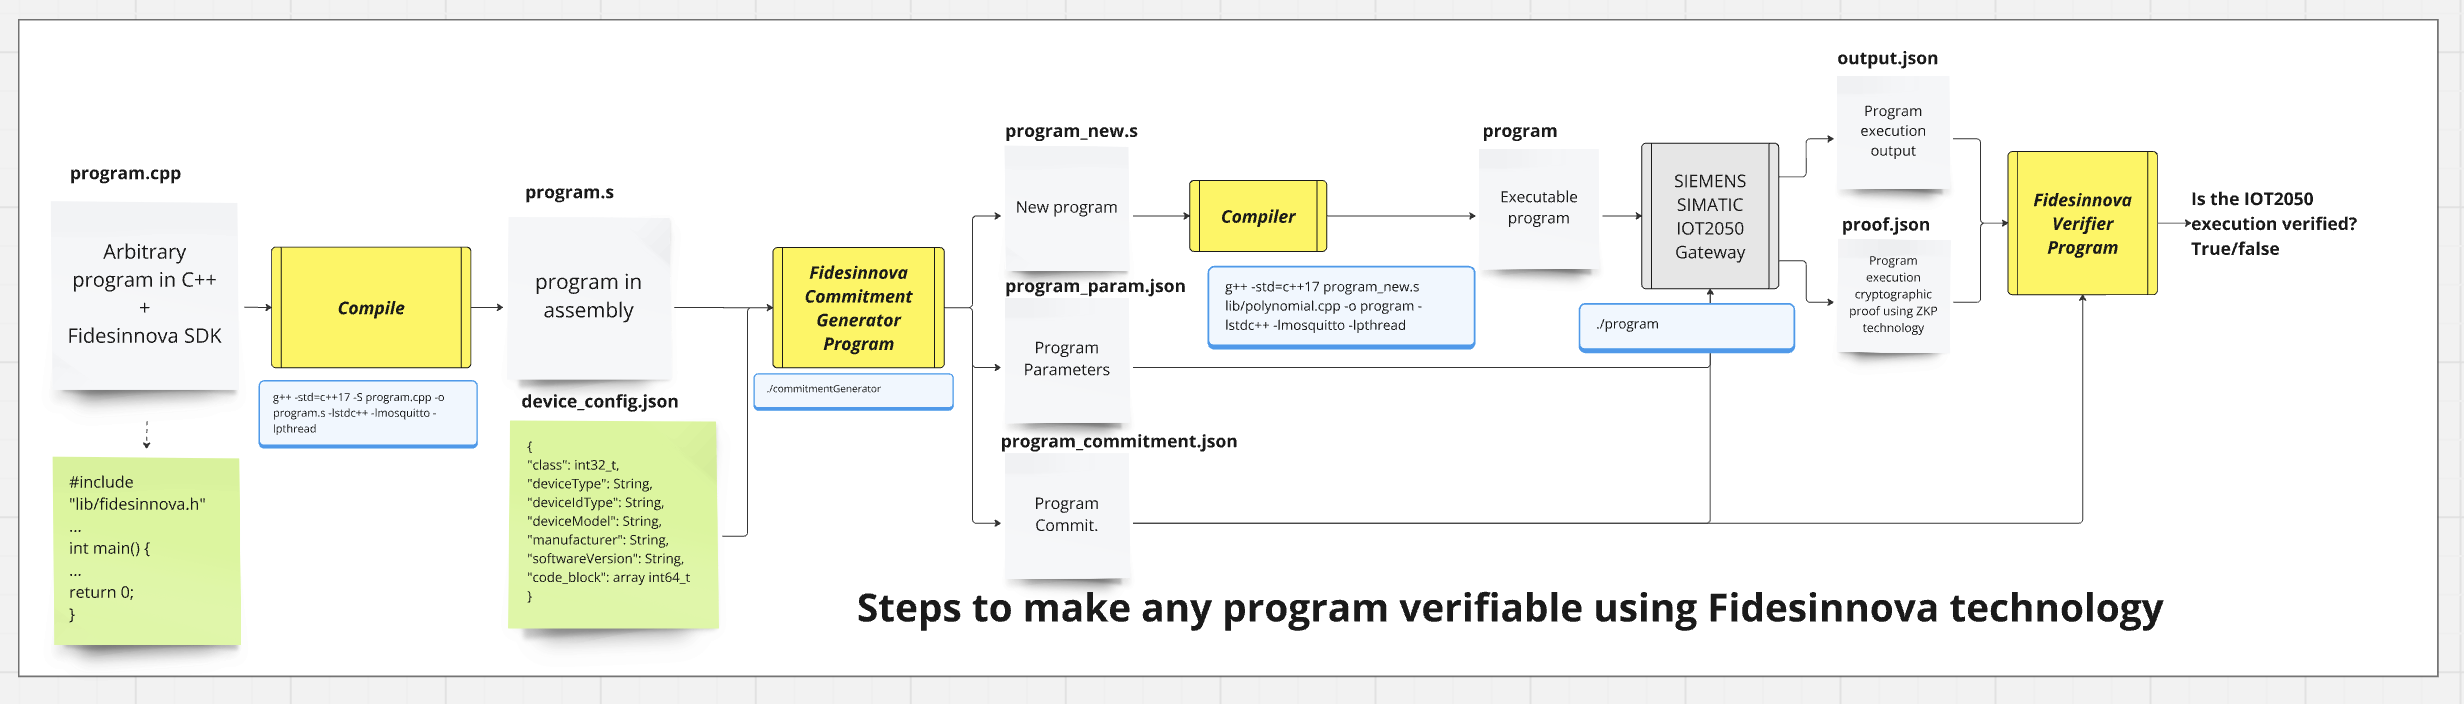 program.cpp
Arbitrary
program in C++
+
Fidesinnova SDK
#include
"lib/fidesinnova.h"
...
int main() {
...
return 0;
}
Compile
g++ -std=c++17 -S program.cpp -o
program.s -lstdc++ -lmosquitto -
lpthread
program.s
program in
assembly
device_config.json
{
"class": int32_t,
"deviceType": String,
"deviceIdType": String,
"deviceModel": String,
"manufacturer": String,
"softwareVersion": String,
"code_block": array int64_t
}
Fidesinnova
Commitment
Generator
Program
./commitmentGenerator
program_new.s
New program
program_param.json
Program
Parameters
program_commitment.json
Program
Commit.
Compiler
g++ -std=c++17 program_new.s
lib/polynomial.cpp -o program -
lstdc++ -lmosquitto -lpthread
program
Executable
program
SIEMENS
SIMATIC
IOT2050
Gateway
./program
output.json
Program
execution
output
proof.json
Program
execution
cryptographic
proof using ZKP
technology
Fidesinnova
Verifier
Program
Is the IOT2050
execution verified?
True/false
Steps to make any program verifiable using Fidesinnova technology